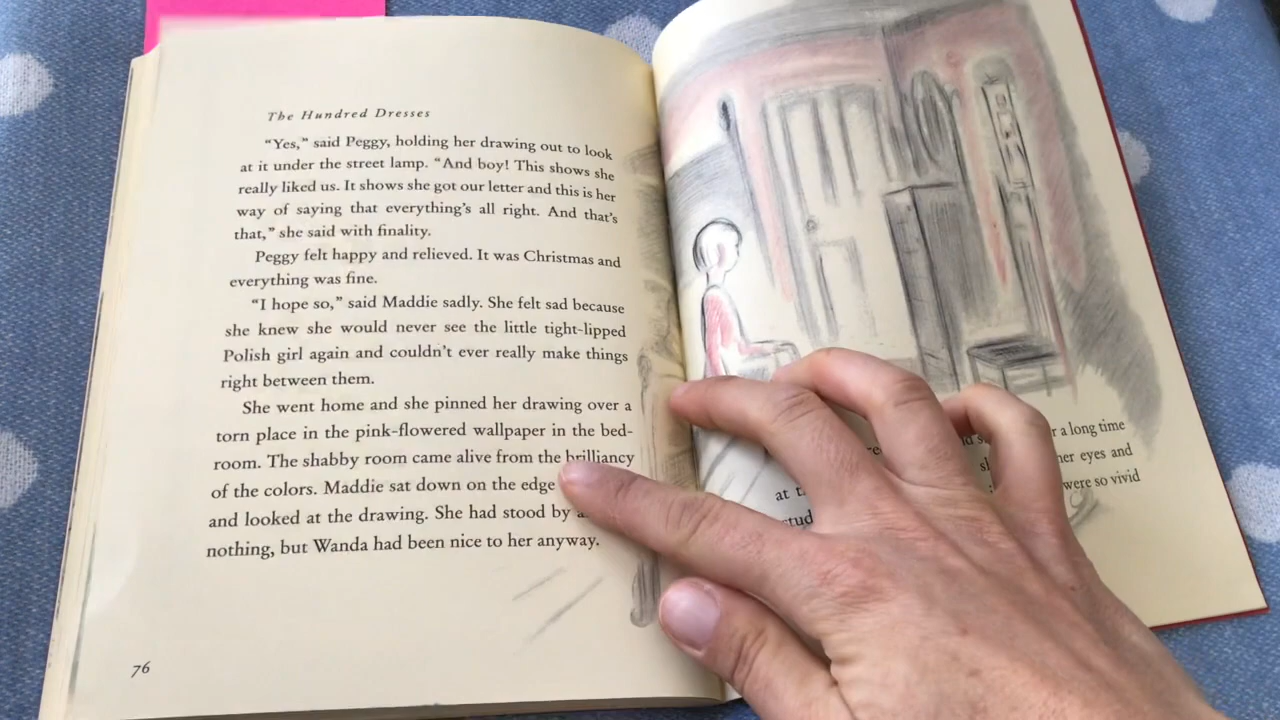 The Hundred Dresses
"Yes," said Peggy, holding her drawing out to look
at it under the street lamp. "And boy! This shows she
really liked us. It shows she got our letter and this is her
way of saying that everything's all right. And that's
that," she said with finality.
Peggy felt happy and relieved. It was Christmas and
everything was fine.
"I hope so," said Maddie sadly. She felt sad because
she knew she would never see the little tight-lipped
Polish girl again and couldn't ever really make things
right between them.
She went home and she pinned her drawing over a
torn place in the pink-flowered wallpaper in the bed-
room. The shabby room came alive from the brilliancy
of the colors. Maddie sat down on the edge
and looked at the drawing. She had stood by
nothing, but Wanda had been nice to her anyway.
76
r a long time
her eyes and
at
were so vivid